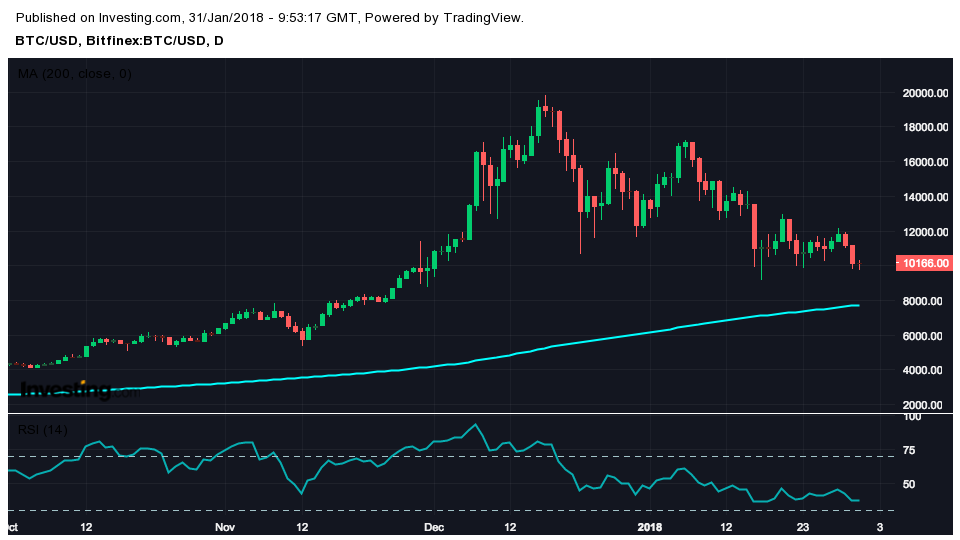 Published on Investing.com, 31/Jan/2018 - 9:53:17 GMT, Powered by TradingView.
BTC/USD, Bitfinex:BTC/USD, D
MA (200, close, 0)
20000.00
18000.00
16000.00
14000.00
12000.00
10166.00
8000.00
6000.00
4000.00
2000.00
Investing.com
100
RSI (14)
75
50
Oct 12 Nov 12 Dec 12 2018 12 23 3